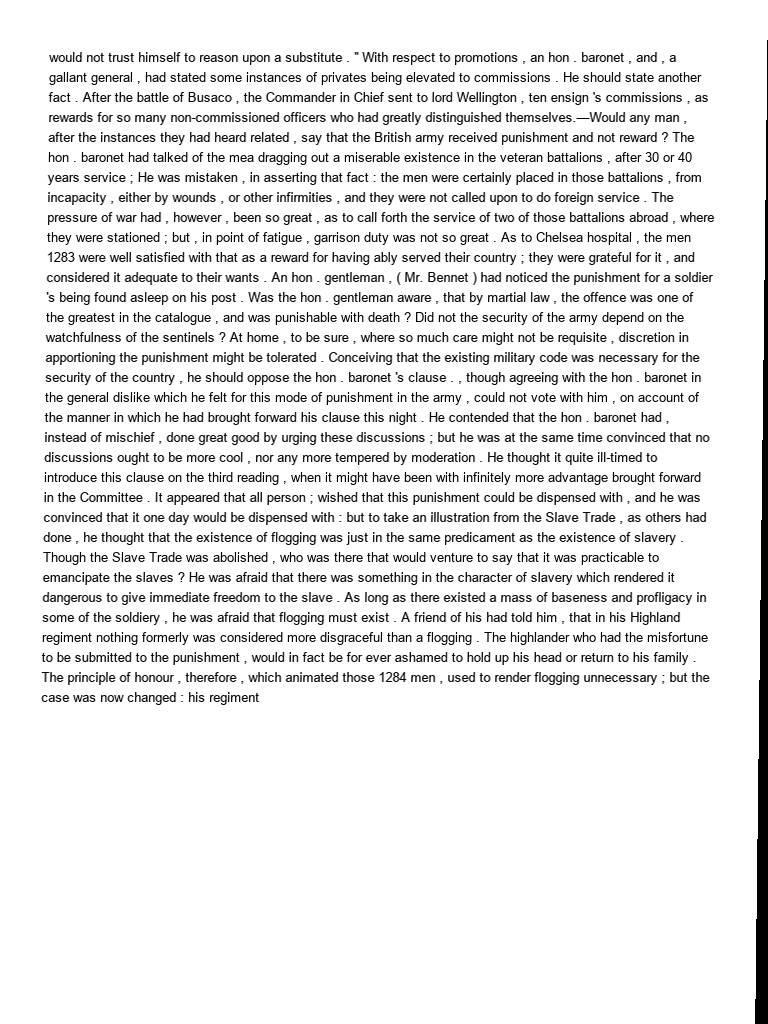 would not trust himself to reason upon a substitute . " With respect to promotions , an hon . baronet , and , a
gallant general , had stated some instances of privates being elevated to commissions . He should state another
fact . After the battle of Busaco , the Commander in Chief sent to lord Wellington , ten ensign 's commissions , as
rewards for so many non-commissioned officers who had greatly distinguished themselves.—Would any man ,
after the instances they had heard related , say that the British army received punishment and not reward ? The
hon . baronet had talked of the mea dragging out a miserable existence in the veteran battalions , after 30 or 40
years service ; He was mistaken , in asserting that fact : the men were certainly placed in those battalions , from
incapacity , either by wounds , or other infirmities , and they were not called upon to do foreign service . The
pressure of war had , however , been so great , as to call forth the service of two of those battalions abroad , where
they were stationed ; but , in point of fatigue , garrison duty was not so great . As to Chelsea hospital , the men
1283 were well satisfied with that as a reward for having ably served their country ; they were grateful for it , and
considered it adequate to their wants . An hon . gentleman , ( Mr. Bennet ) had noticed the punishment for a soldier
's being found asleep on his post . Was the hon . gentleman aware , that by martial law , the offence was one of
the greatest in the catalogue , and was punishable with death ? Did not the security of the army depend on the
watchfulness of the sentinels ? At home , to be sure , where so much care might not be requisite , discretion in
apportioning the punishment might be tolerated . Conceiving that the existing military code was necessary for the
security of the country , he should oppose the hon . baronet 's clause . , though agreeing with the hon . baronet in
the general dislike which he felt for this mode of punishment in the army , could not vote with him , on account of
the manner in which he had brought forward his clause this night . He contended that the hon . baronet had ,
instead of mischief , done great good by urging these discussions ; but he was at the same time convinced that no
discussions ought to be more cool , nor any more tempered by moderation . He thought it quite ill-timed to
introduce this clause on the third reading , when it might have been with infinitely more advantage brought forward
in the Committee . It appeared that all person ; wished that this punishment could be dispensed with , and he was
convinced that it one day would be dispensed with : but to take an illustration from the Slave Trade , as others had
done , he thought that the existence of flogging was just in the same predicament as the existence of slavery .
Though the Slave Trade was abolished , who was there that would venture to say that it was practicable to
emancipate the slaves ? He was afraid that there was something in the character of slavery which rendered it
dangerous to give immediate freedom to the slave . As long as there existed a mass of baseness and profligacy in
some of the soldiery , he was afraid that flogging must exist . A friend of his had told him , that in his Highland
regiment nothing formerly was considered more disgraceful than a flogging . The highlander who had the misfortune
to be submitted to the punishment , would in fact be for ever ashamed to hold up his head or return to his family .
The principle of honour , therefore , which animated those 1284 men , used to render flogging unnecessary ; but the
case was now changed : his regiment